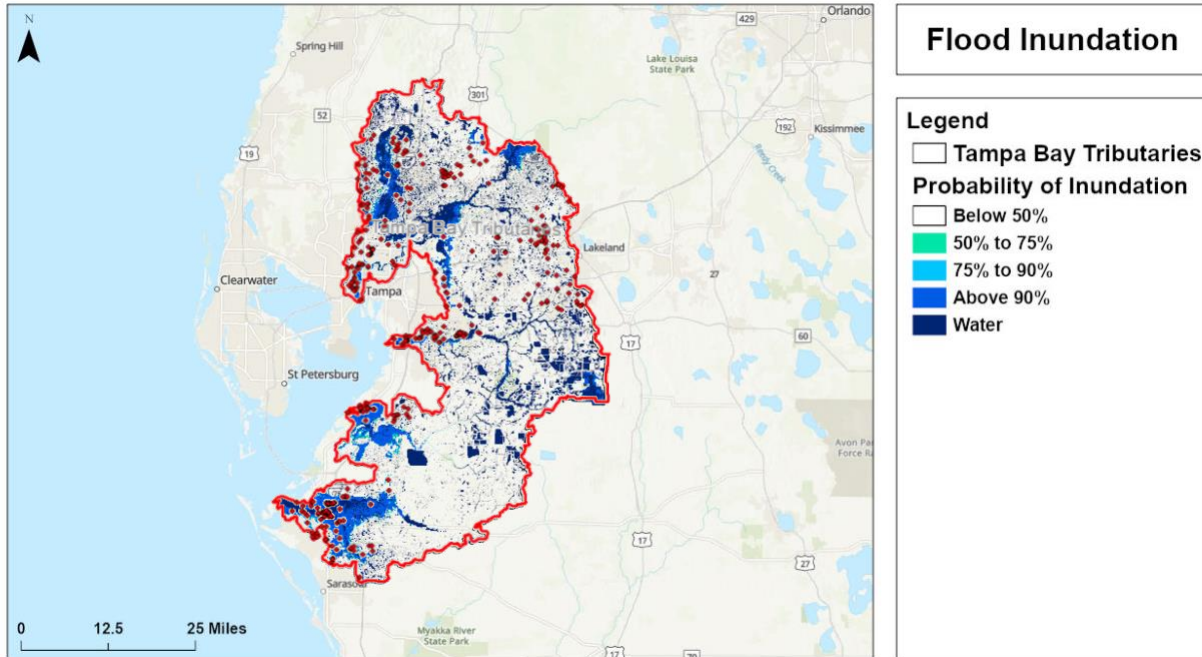 N
Orlando
429
Spring Hill
Lake Louisa
State Park
301
52
192
Kissimmee
19
Reedy Creek
Tampa Bay Tributaries
Lakeland
Clearwater
27
Tampa
17
60
St Petersburg
Avon Par
Force Ra
17
27
Sarasota
0 12.5 25 Miles
Myakka River
State Park
17
70
Flood Inundation
Legend
Tampa Bay Tributaries
Probability of Inundation
Below 50%
50% to 75%
75% to 90%
Above 90%
Water